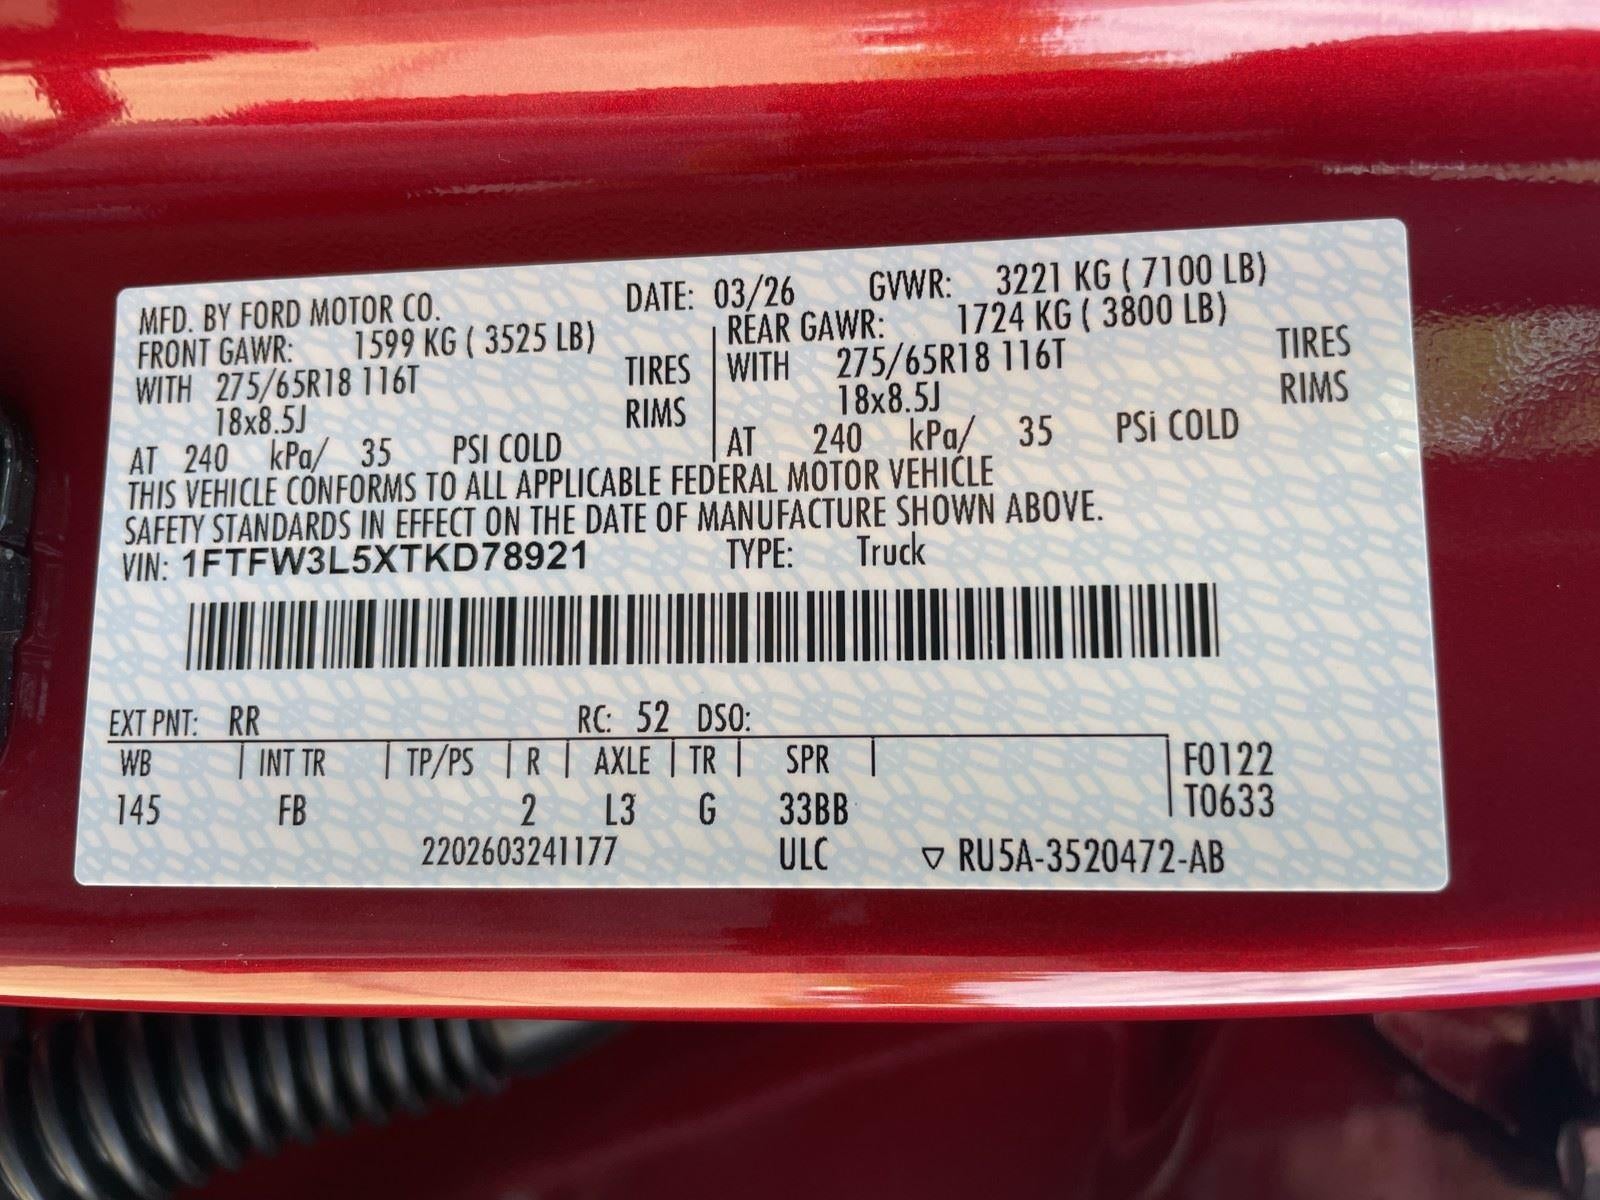 MFD. BY FORD MOTOR CO. DATE: 03/26 GVWR: 3221 KG ( 7100 LB)
FRONT GAWR: 1599 KG ( 3525 LB) REAR GAWR: 1724 KG ( 3800 LB)
WITH 275/65R18 116T TIRES WITH 275/65R18 116T TIRES
18x8.5J RIMS 18x8.5J RIMS
AT 240 kPa/ 35 PSI COLD AT 240 kPa/ 35 PSi COLD
THIS VEHICLE CONFORMS TO ALL APPLICABLE FEDERAL MOTOR VEHICLE
SAFETY STANDARDS IN EFFECT ON THE DATE OF MANUFACTURE SHOWN ABOVE.
VIN: 1FTFW3L5XTKD78921 TYPE: Truck
EXT PNT: RR RC: 52 DSO:
WB | INT TR | TP/PS | R | AXLE | TR | SPR | F0122
145 FB 2 L3 G 33BB T0633
2202603241177 ULC ▽ RU5A-3520472-AB